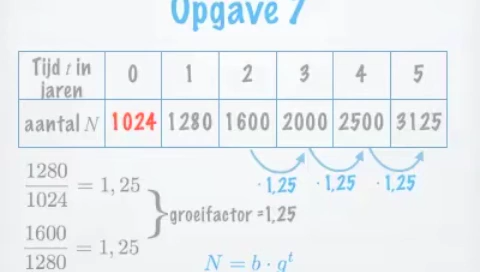 Opgave 7
Tijd t in jaren 0 1 2 3 4 5
aantal N 1024 1280 1600 2000 2500 3125
· 1,25 · 1,25 · 1,25
1280/1024 = 1,25
groeifactor =1,25
1600/1280 = 1,25
N = b · g^t